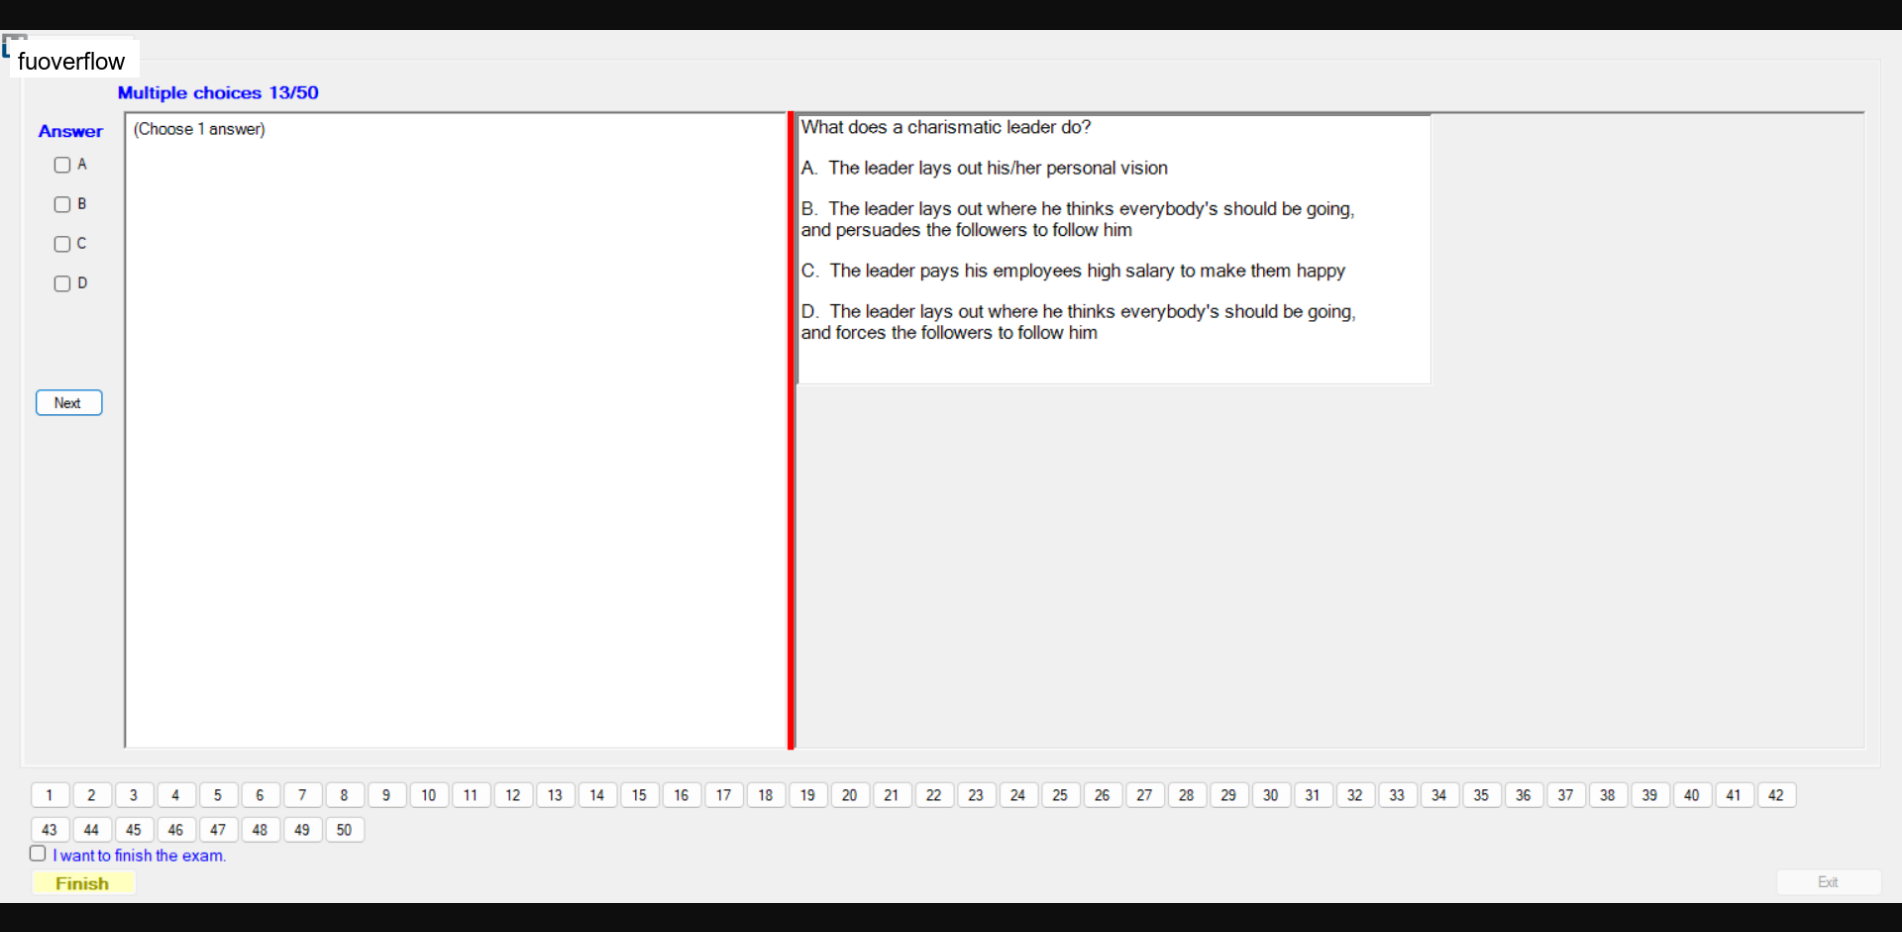 fuoverflow
Multiple choices 13/50
Answer
(Choose 1 answer)
A
B
C
D
Next
What does a charismatic leader do?
A. The leader lays out his/her personal vision
B. The leader lays out where he thinks everybody's should be going,
and persuades the followers to follow him
C. The leader pays his employees high salary to make them happy
D. The leader lays out where he thinks everybody's should be going,
and forces the followers to follow him
1 2 3 4 5 6 7 8 9 10 11 12 13 14 15 16 17 18 19 20 21 22 23 24 25 26 27 28 29 30 31 32 33 34 35 36 37 38 39 40 41 42
43 44 45 46 47 48 49 50
I want to finish the exam.
Finish
Exit